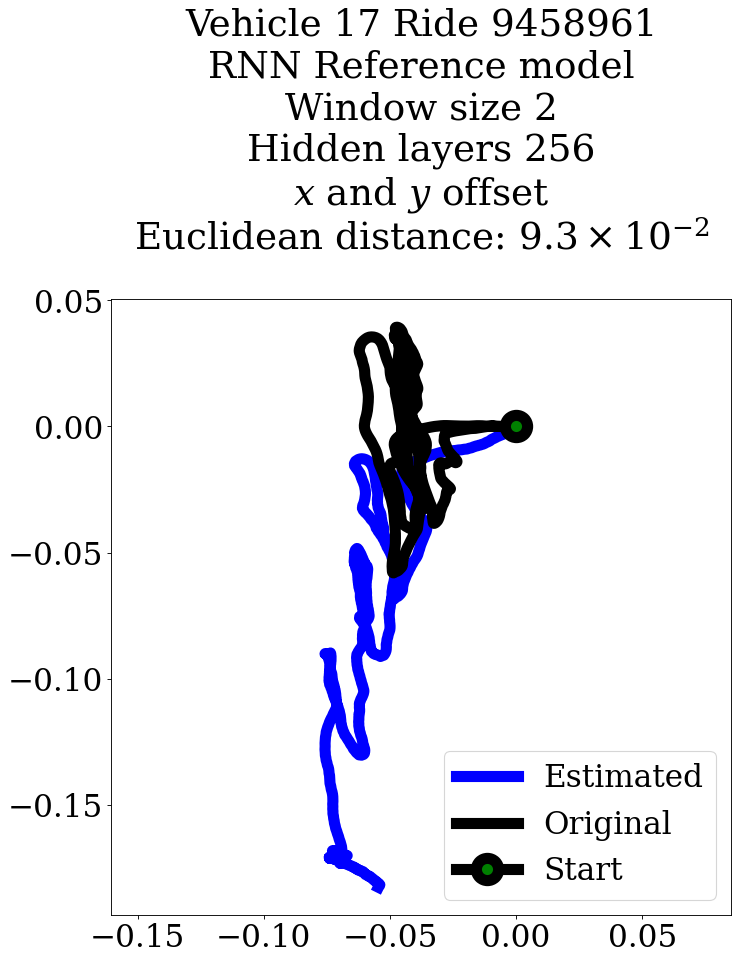 Vehicle 17 Ride 9458961
RNN Reference model
Window size 2
Hidden layers 256
x and y offset
Euclidean distance: 9.3 × 10⁻²
0.05
0.00
−0.05
−0.10
−0.15
Estimated
Original
Start
−0.15 −0.10 −0.05 0.00 0.05